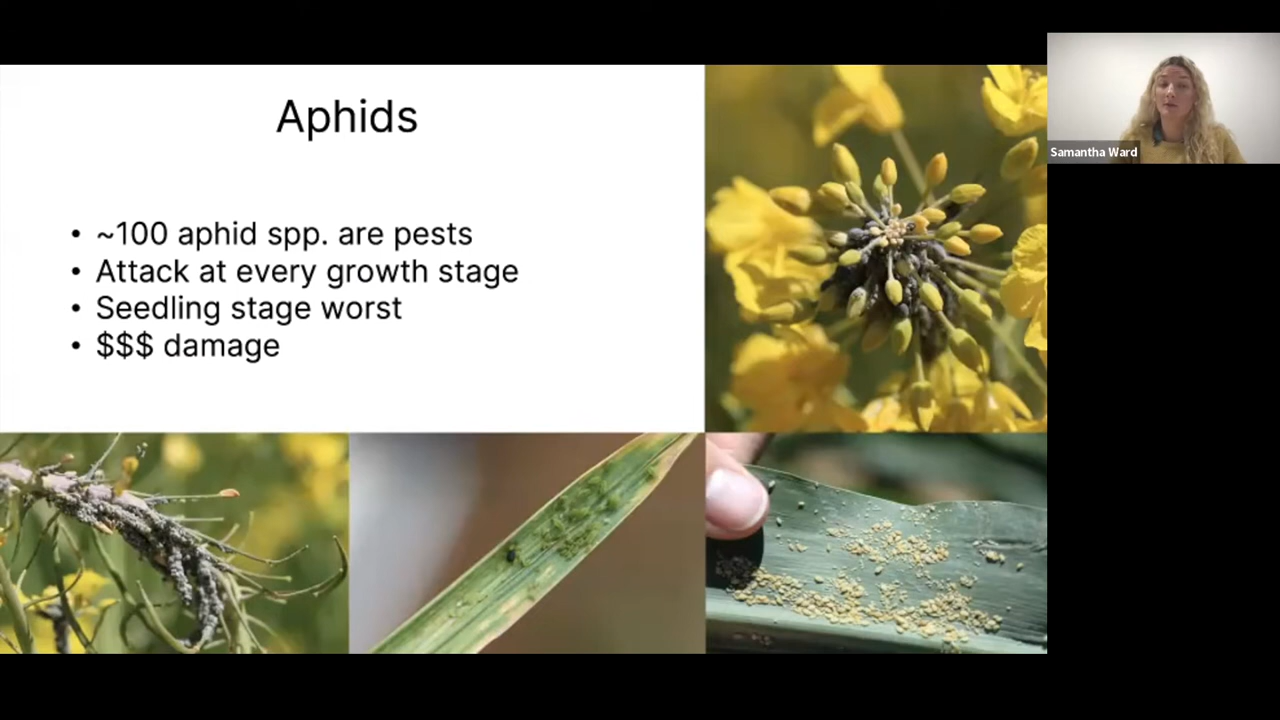 Aphids
• ~100 aphid spp. are pests
• Attack at every growth stage
• Seedling stage worst
• $$$ damage
Samantha Ward